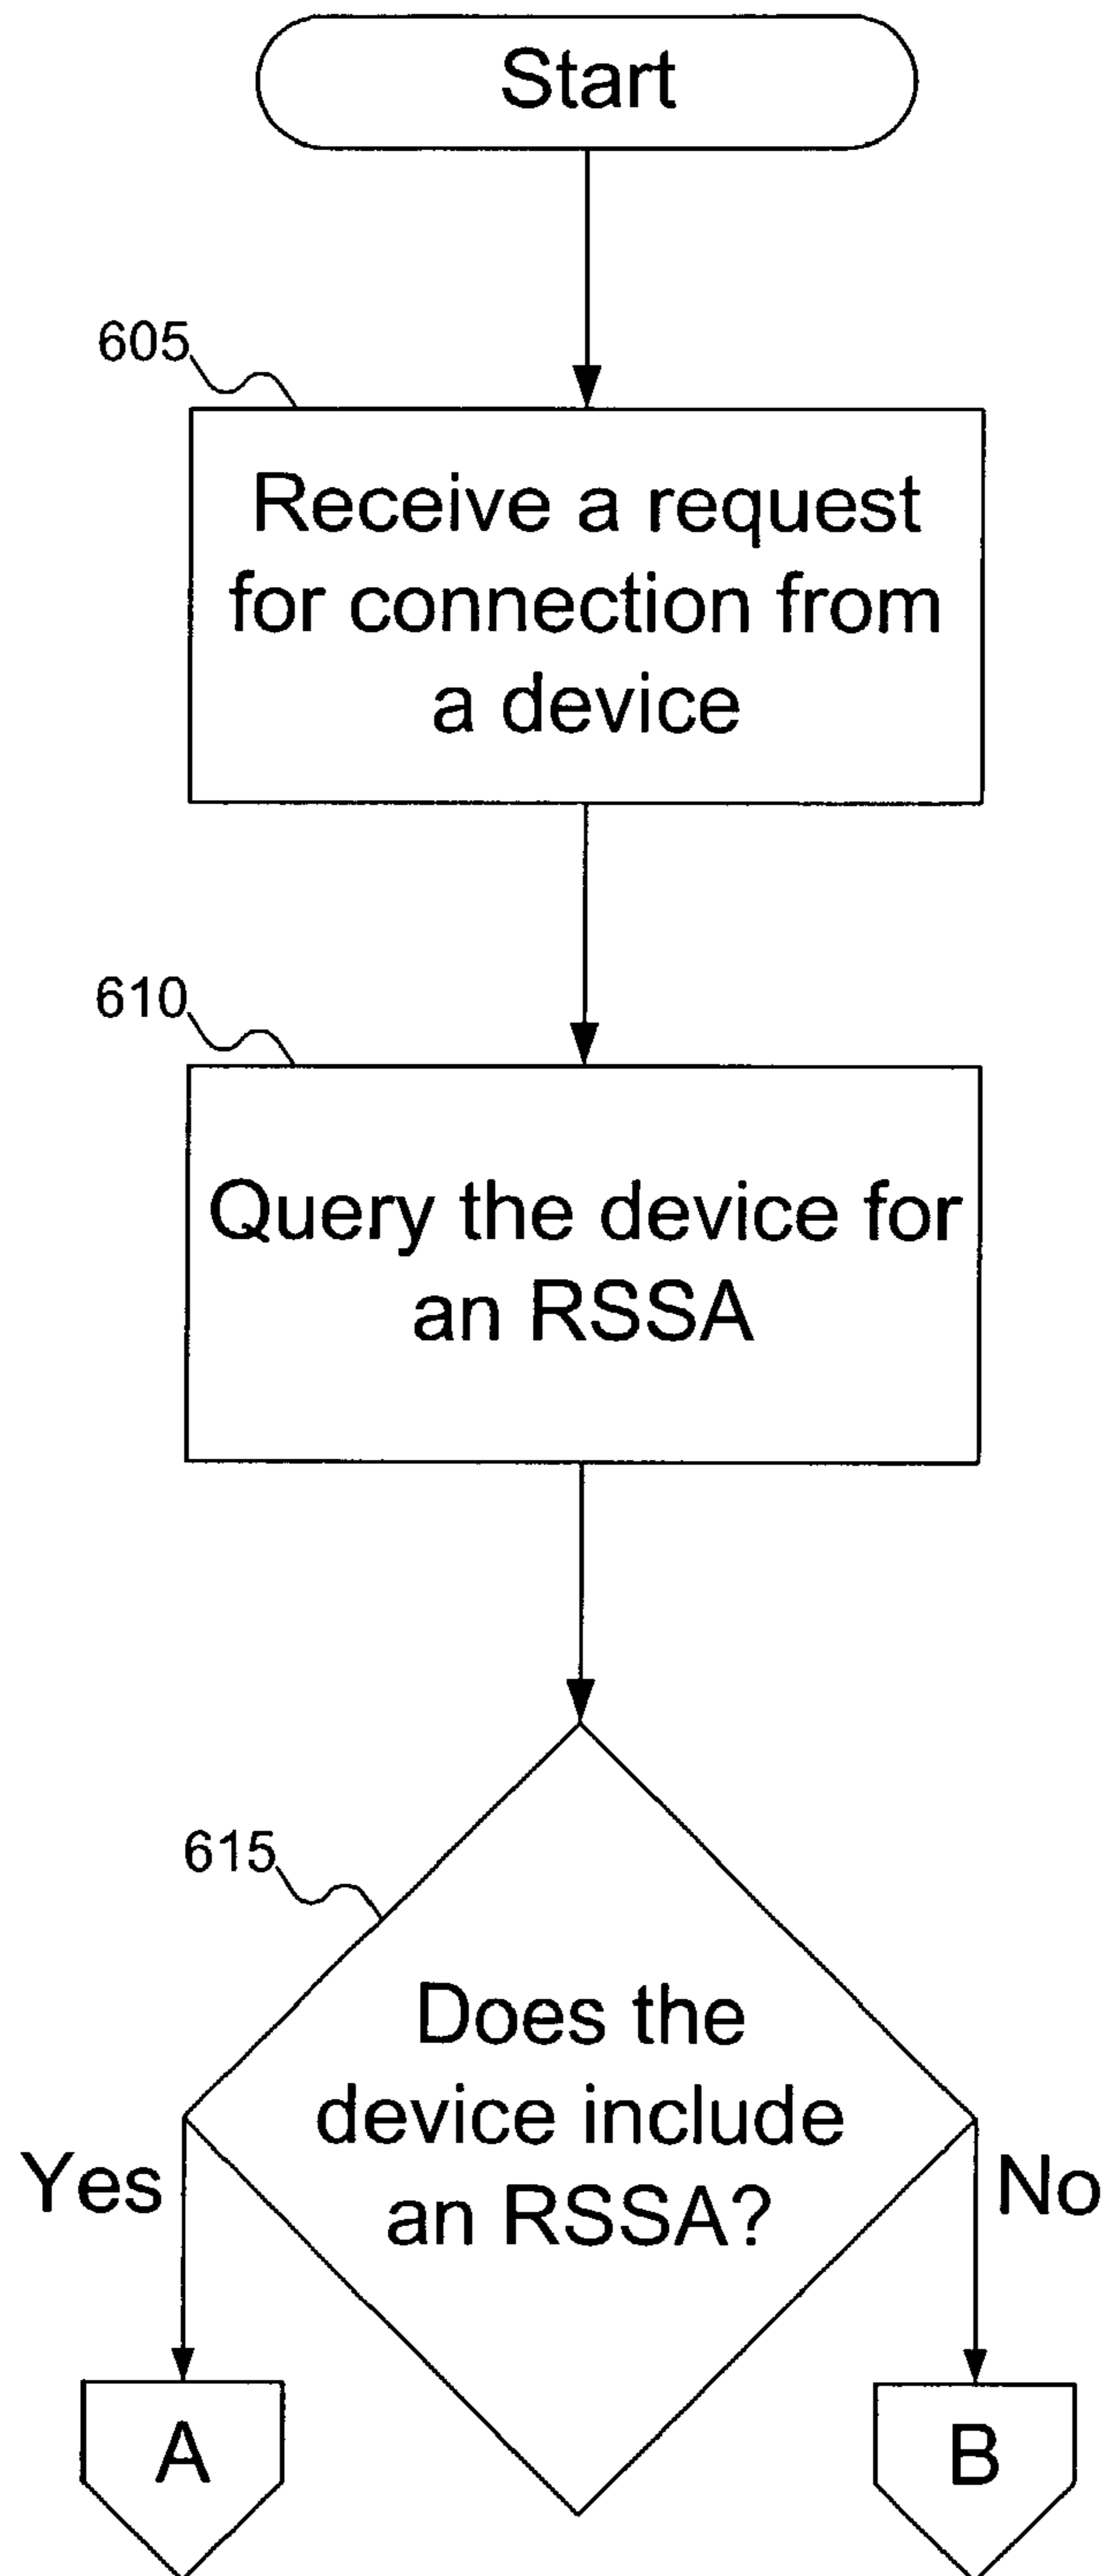 Start
605
Receive a request
for connection from
a device
610
Query the device for
an RSSA
615
Does the
device include
an RSSA?
Yes
No
A
B